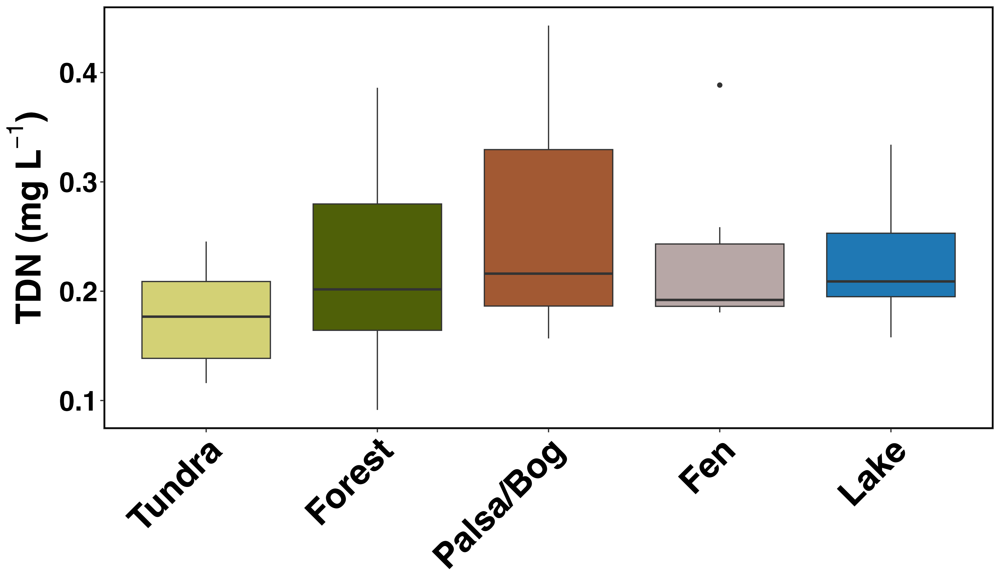 TDN (mg L⁻¹)
0.4
0.3
0.2
0.1
Tundra
Forest
Palsa/Bog
Fen
Lake